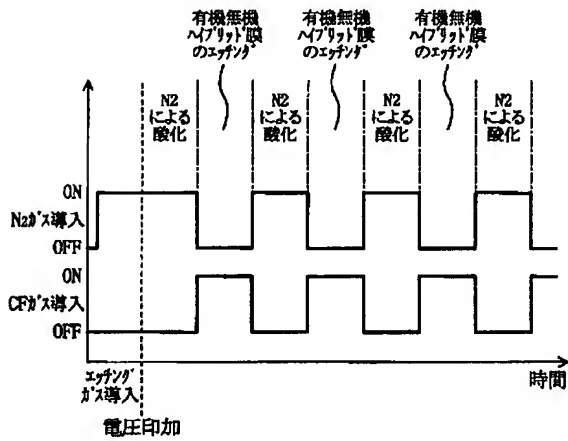 有機無機
ハイブリッド膜
のエッチング
有機無機
ハイブリッド膜
のエッチング
有機無機
ハイブリッド膜
のエッチング
N2
による
酸化
N2
による
酸化
N2
による
酸化
N2
による
酸化
ON
N2ガス導入
OFF
ON
CFガス導入
OFF
エッチング
ガス導入
時間
電圧印加